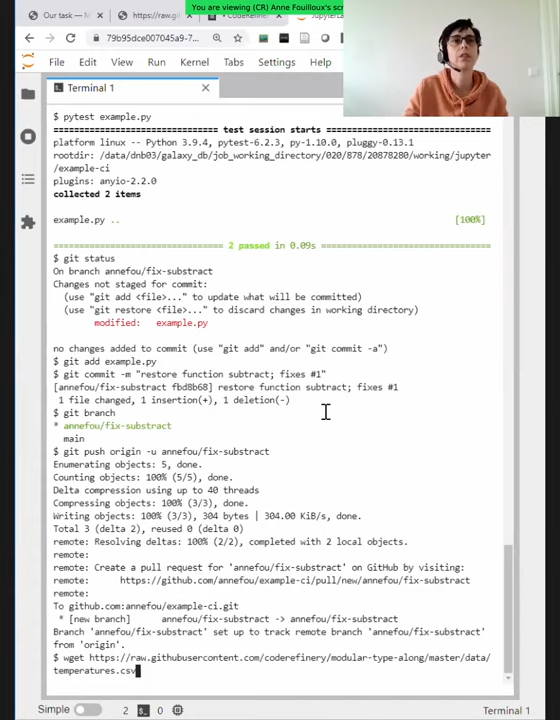 You are viewing (CR) Anne Fouilloux's scr
Our task – M
https://raw.gi
CodeRefine
JupyterLab
79b95dce007045a9-7...
File Edit View Run Kernel Tabs Settings Help
Terminal 1
$ pytest example.py
============================== test session starts ==============================
platform linux -- Python 3.9.4, pytest-6.2.3, py-1.10.0, pluggy-0.13.1
rootdir: /data/dnb03/galaxy_db/job_working_directory/020/878/20878280/working/jupyter
/example-ci
plugins: anyio-2.2.0
collected 2 items
example.py .. [100%]
=============================== 2 passed in 0.09s ===============================
$ git status
On branch annefou/fix-substract
Changes not staged for commit:
(use "git add <file>..." to update what will be committed)
(use "git restore <file>..." to discard changes in working directory)
modified: example.py
no changes added to commit (use "git add" and/or "git commit -a")
$ git add example.py
$ git commit -m "restore function subtract; fixes #1"
[annefou/fix-substract fbd8b68] restore function subtract; fixes #1
1 file changed, 1 insertion(+), 1 deletion(-)
$ git branch
* annefou/fix-substract
main
$ git push origin -u annefou/fix-substract
Enumerating objects: 5, done.
Counting objects: 100% (5/5), done.
Delta compression using up to 40 threads
Compressing objects: 100% (3/3), done.
Writing objects: 100% (3/3), 304 bytes | 304.00 KiB/s, done.
Total 3 (delta 2), reused 0 (delta 0)
remote: Resolving deltas: 100% (2/2), completed with 2 local objects.
remote:
remote: Create a pull request for 'annefou/fix-substract' on GitHub by visiting:
remote: https://github.com/annefou/example-ci/pull/new/annefou/fix-substract
remote:
To github.com:annefou/example-ci.git
* [new branch] annefou/fix-substract -> annefou/fix-substract
Branch 'annefou/fix-substract' set up to track remote branch 'annefou/fix-substract'
from 'origin'.
$ wget https://raw.githubusercontent.com/coderefinery/modular-type-along/master/data/
temperatures.csv
Simple 2 0 Terminal 1